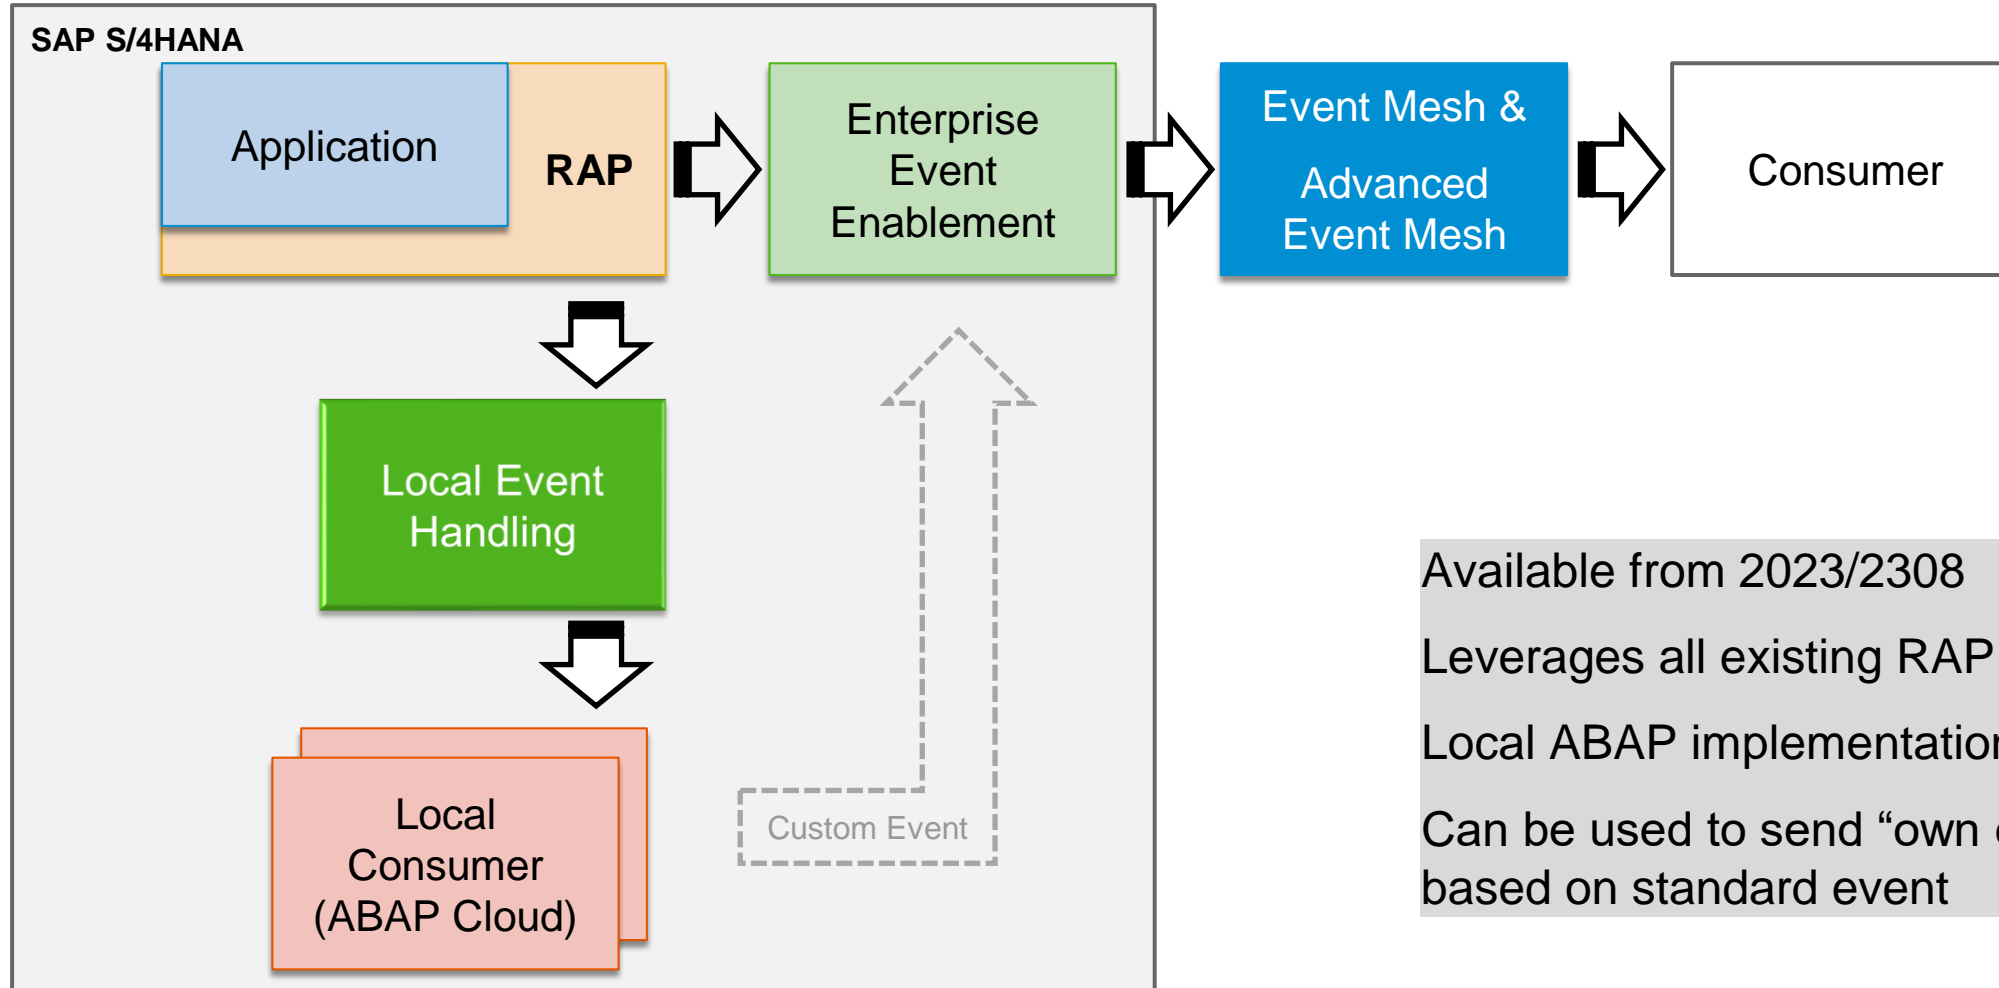 SAP S/4HANA
Application
RAP
Enterprise
Event
Enablement
Event Mesh &
Advanced
Event Mesh
Consumer
Local Event
Handling
Local
Consumer
(ABAP Cloud)
Custom Event
Available from 2023/2308
Leverages all existing RAP
Local ABAP
Can be used to send “own
based on standard event